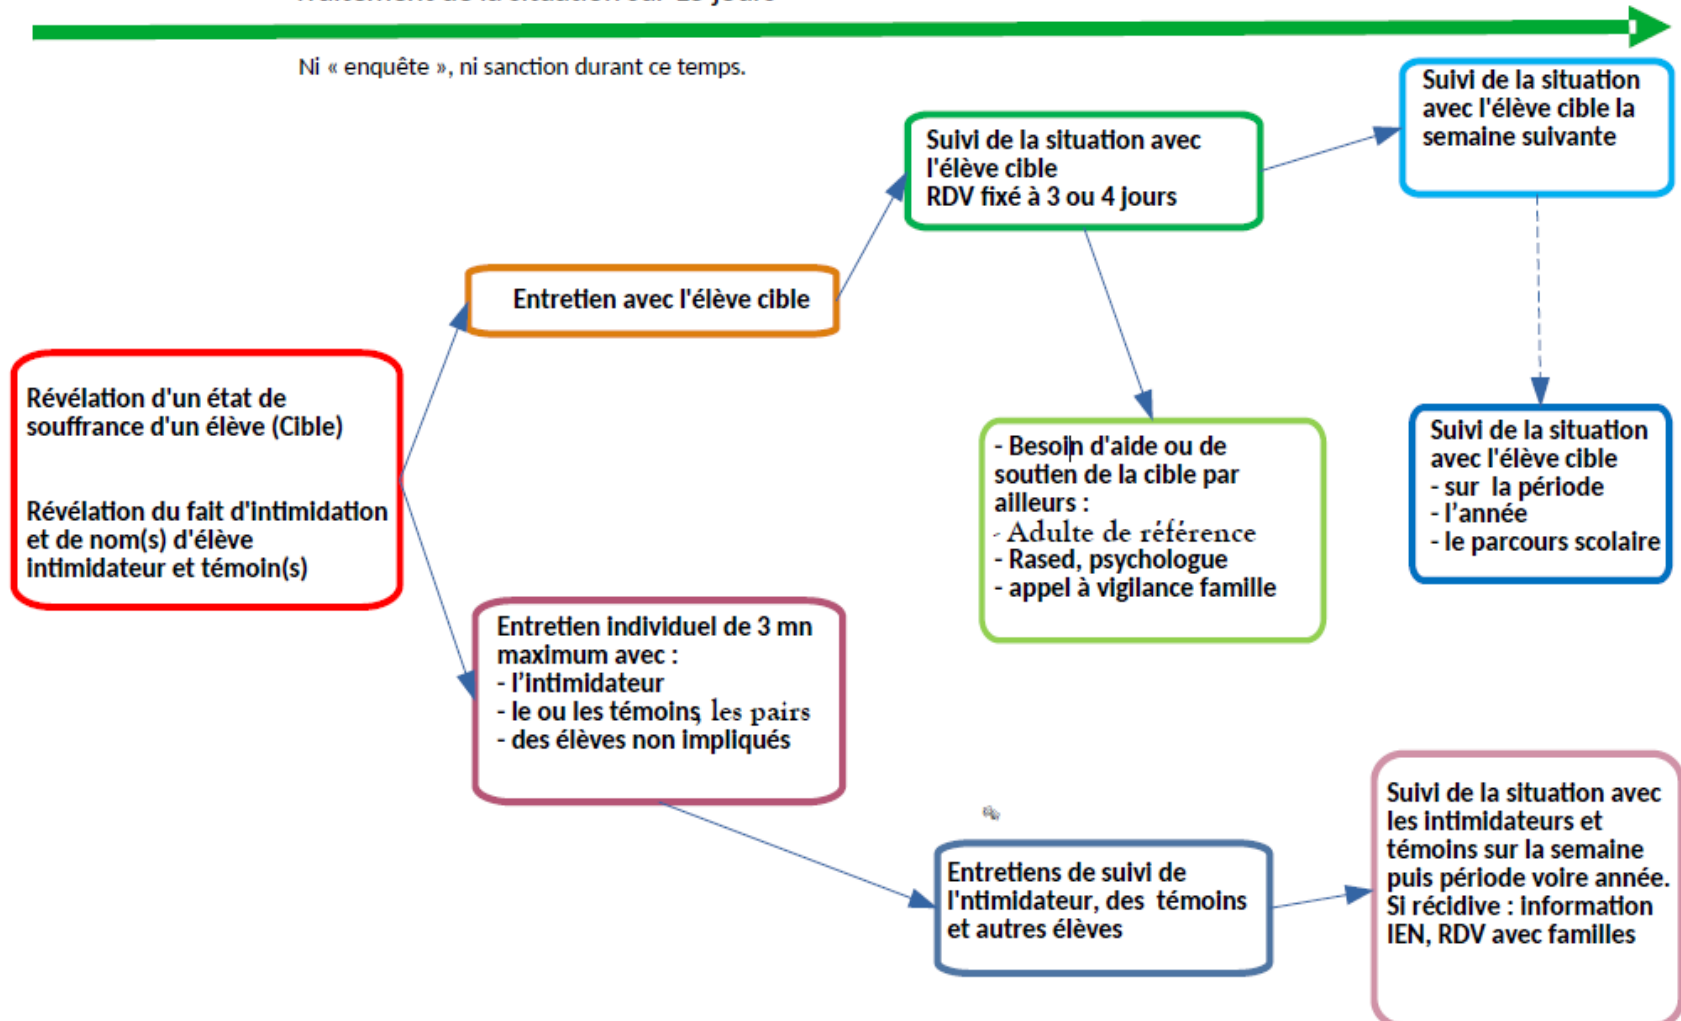 Ni « enquête », ni sanction durant ce temps.
Suivi de la situation
avec l'élève cible la
semaine suivante
Suivi de la situation avec
l'élève cible
RDV fixé à 3 ou 4 jours
Entretien avec l'élève cible
Révélation d'un état de
souffrance d'un élève (Cible)
Révélation du fait d'intimidation
et de nom(s) d'élève
intimidateur et témoin(s)
- Besoin d'aide ou de
soutien de la cible par
ailleurs :
- Adulte de référence
- Rased, psychologue
- appel à vigilance famille
Suivi de la situation
avec l'élève cible
- sur la période
- l’année
- le parcours scolaire
Entretien individuel de 3 mn
maximum avec :
- l’intimidateur
- le ou les témoins, les pairs
- des élèves non impliqués
Entretiens de suivi de
l'ntimidateur, des témoins
et autres élèves
Suivi de la situation avec
les intimidateurs et
témoins sur la semaine
puis période voire année.
Si récidive : information
IEN, RDV avec familles